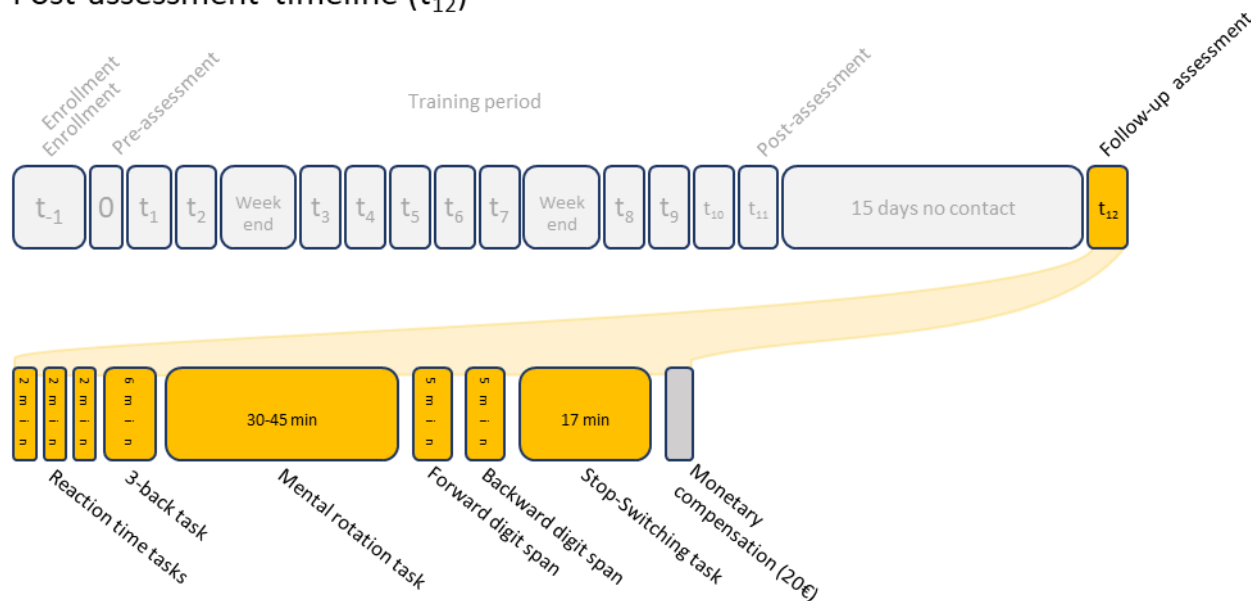 Post-assessment timeline (t12)
Enrollment
Enrollment
Pre-assessment
Training period
Post-assessment
Follow-up assessment
t-1
0
t1
t2
Week
end
t3
t4
t5
t6
t7
Week
end
t8
t9
t10
t11
15 days no contact
t12
2 min
2 min
2 min
6 min
30-45 min
5 min
5 min
17 min
Reaction time tasks
3-back task
Mental rotation task
Forward digit span
Backward digit span
Stop-Switching task
Monetary
compensation (20€)